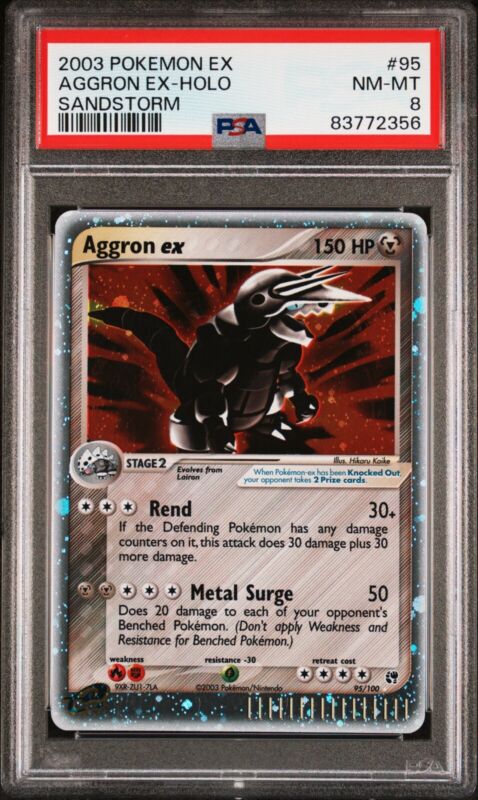 2003 POKEMON EX #95
AGGRON EX-HOLO NM-MT
SANDSTORM 8
PSA 83772356
Aggron ex 150 HP
Illus. Hikaru Koike
STAGE 2
Evolves from
Lairon
When Pokémon-ex has been Knocked Out,
your opponent takes 2 Prize cards.
Rend 30+
If the Defending Pokémon has any damage
counters on it, this attack does 30 damage plus 30
more damage.
Metal Surge 50
Does 20 damage to each of your opponent's
Benched Pokémon. (Don't apply Weakness and
Resistance for Benched Pokémon.)
weakness resistance -30 retreat cost
9XR-ZU1-7LA ©2003 Pokémon/Nintendo 95/100
PSA